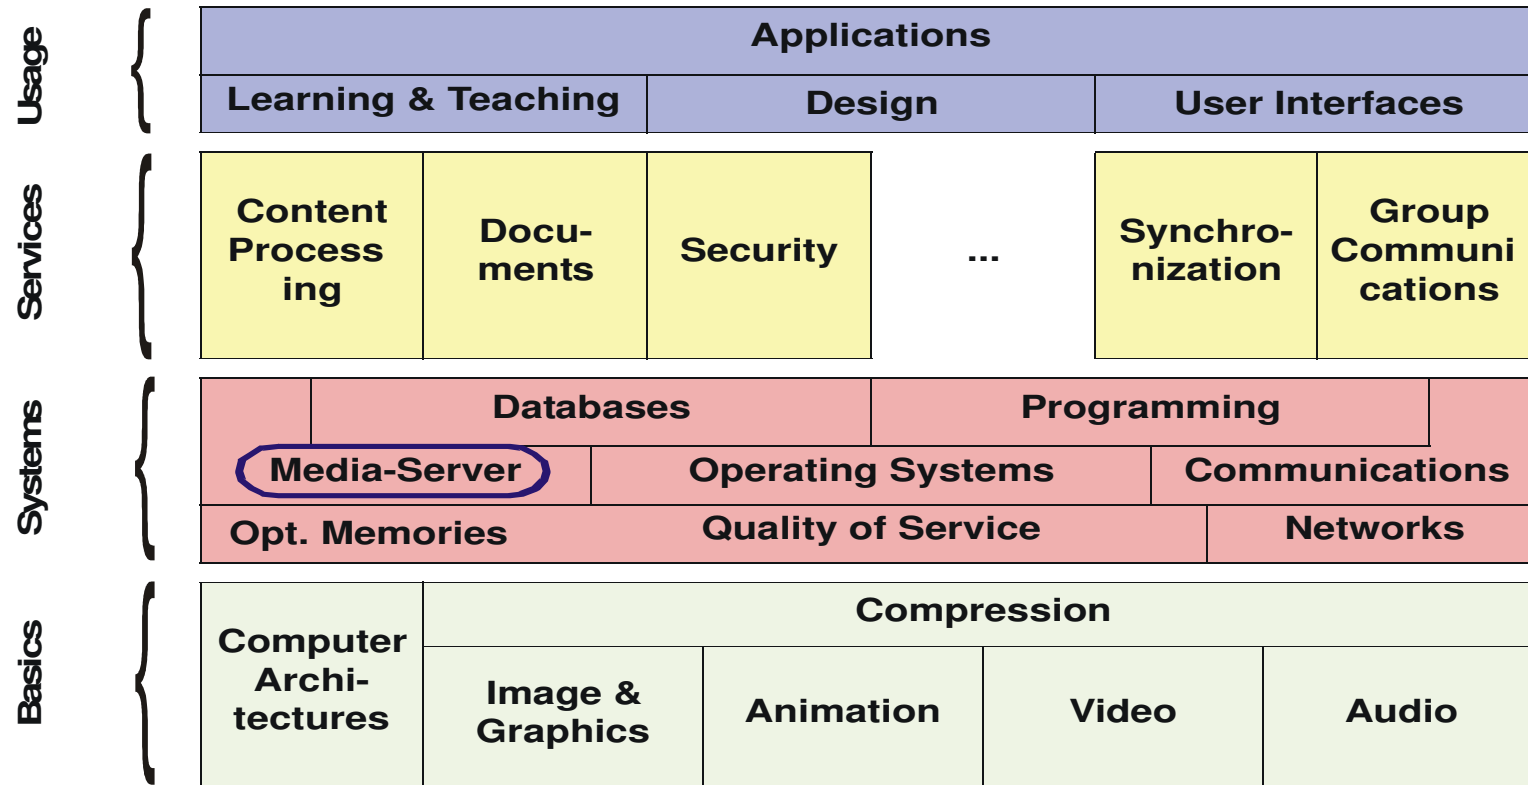 Usage
Applications
Learning & Teaching
Design
User Interfaces
Services
Content
Process
ing
Docu-
ments
Security
...
Synchro-
nization
Group
Communi
cations
Systems
Databases
Programming
Media-Server
Operating Systems
Communications
Opt. Memories
Quality of Service
Networks
Basics
Computer
Archi-
tectures
Compression
Image &
Graphics
Animation
Video
Audio